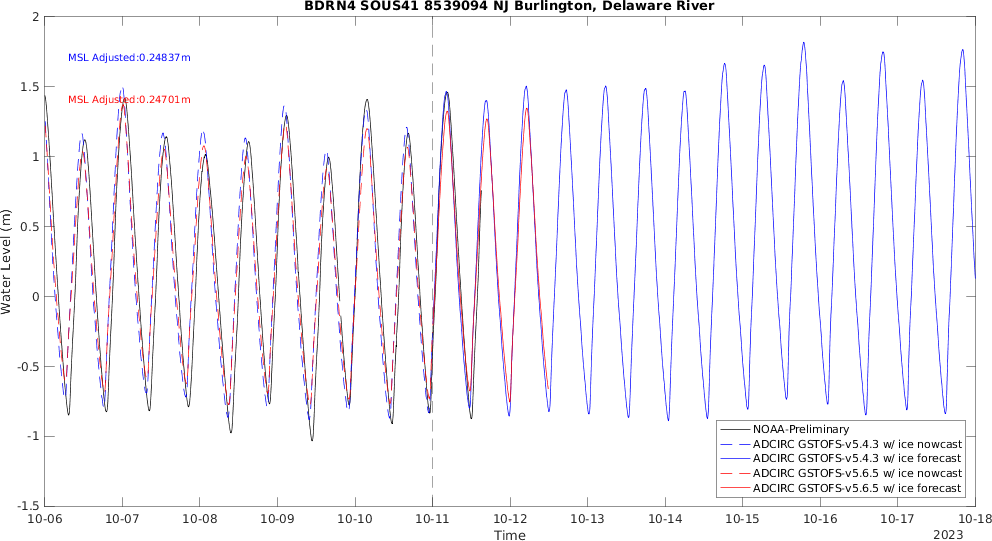 BDRN4 SOUS41 8539094 NJ Burlington, Delaware River
2
MSL Adjusted:0.24837m
1.5
MSL Adjusted:0.24701m
1
0.5
Water Level (m)
0
-0.5
-1
-1.5
NOAA-Preliminary
ADCIRC GSTOFS-v5.4.3 w/ ice nowcast
ADCIRC GSTOFS-v5.4.3 w/ ice forecast
ADCIRC GSTOFS-v5.6.5 w/ ice nowcast
ADCIRC GSTOFS-v5.6.5 w/ ice forecast
10-06 10-07 10-08 10-09 10-10 10-11 10-12 10-13 10-14 10-15 10-16 10-17 10-18
Time
2023